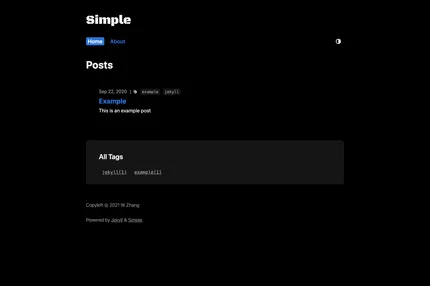 Simple
Home About
Posts
Sep 22, 2020 | example jekyll
Example
This is an example post
All Tags
jekyll(1) example(1)
Copyleft @ 2021 W.Zhang
Powered by Jekyll & Simple.